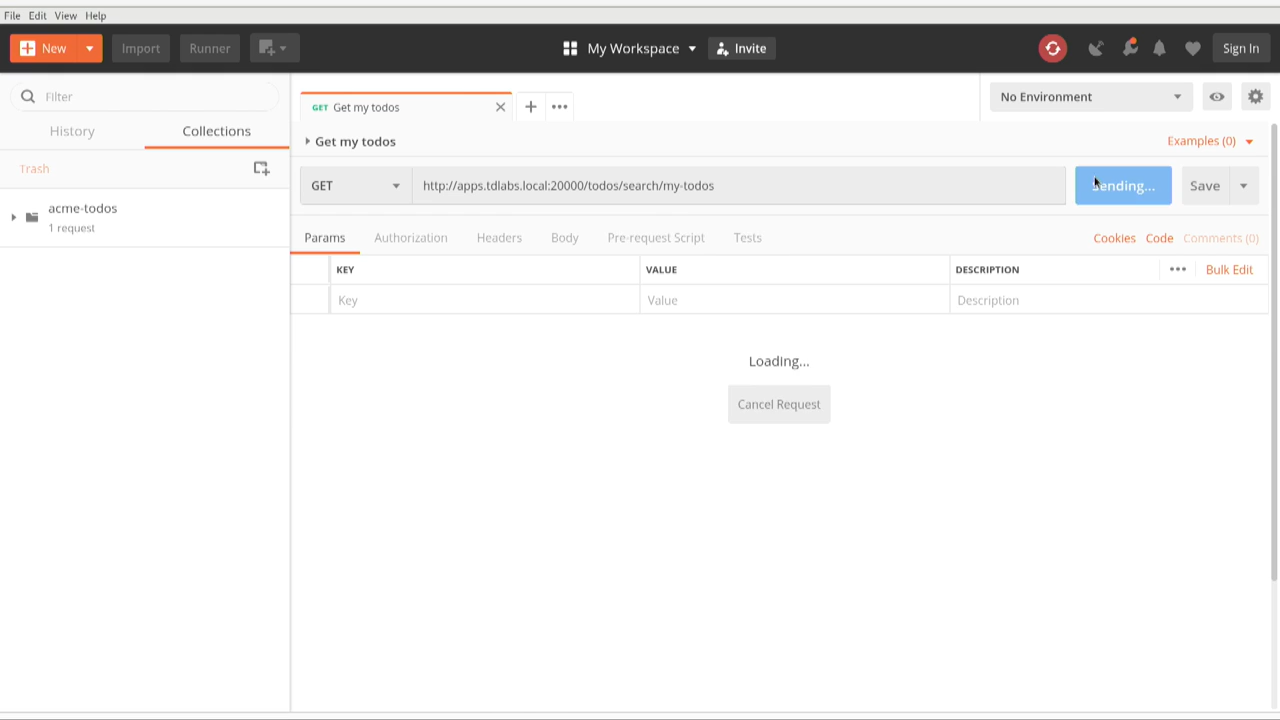 File Edit View Help
New Import Runner My Workspace Invite Sign In
Filter
History Collections
Trash
acme-todos
1 request
GET Get my todos
No Environment
Get my todos
Examples (0)
GET http://apps.tdlabs.local:20000/todos/search/my-todos Sending... Save
Params Authorization Headers Body Pre-request Script Tests Cookies Code Comments (0)
KEY VALUE DESCRIPTION Bulk Edit
Key Value Description
Loading...
Cancel Request